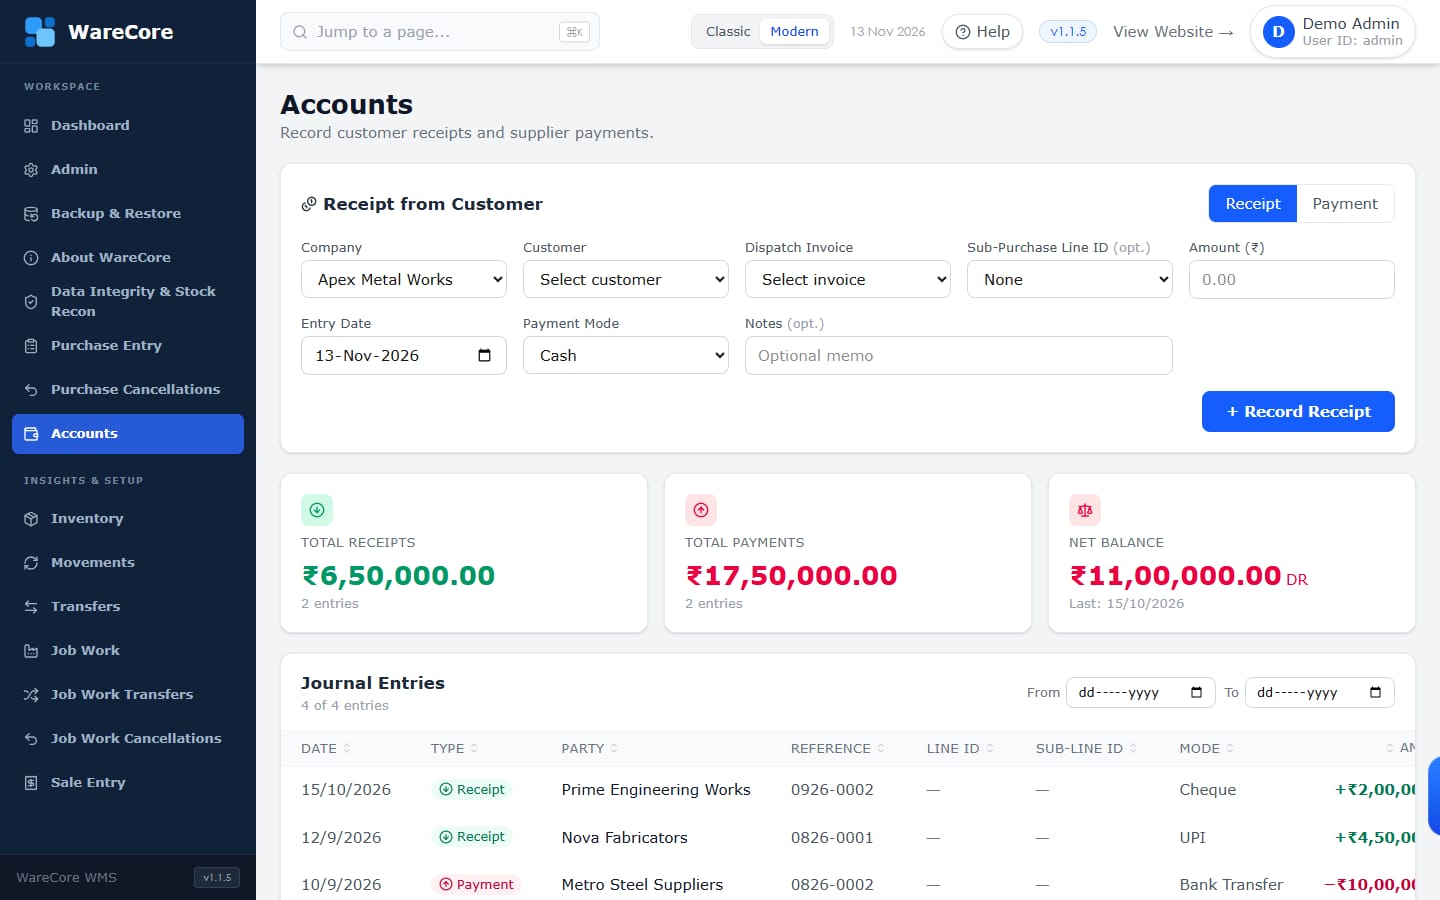 WareCore
Jump to a page...
⌘K
Classic
Modern
13 Nov 2026
Help
v1.1.5
View Website →
D
Demo Admin
User ID: admin
WORKSPACE
Dashboard
Admin
Backup & Restore
About WareCore
Data Integrity & Stock
Recon
Purchase Entry
Purchase Cancellations
Accounts
INSIGHTS & SETUP
Inventory
Movements
Transfers
Job Work
Job Work Transfers
Job Work Cancellations
Sale Entry
WareCore WMS
v1.1.5
Accounts
Record customer receipts and supplier payments.
Receipt from Customer
Receipt
Payment
Company
Customer
Dispatch Invoice
Sub-Purchase Line ID (opt.)
Amount (₹)
Apex Metal Works
Select customer
Select invoice
None
0.00
Entry Date
Payment Mode
Notes (opt.)
13-Nov-2026
Cash
Optional memo
+ Record Receipt
TOTAL RECEIPTS
₹6,50,000.00
2 entries
TOTAL PAYMENTS
₹17,50,000.00
2 entries
NET BALANCE
₹11,00,000.00 DR
Last: 15/10/2026
Journal Entries
4 of 4 entries
From
dd-----yyyy
To
dd-----yyyy
DATE TYPE PARTY REFERENCE LINE ID SUB-LINE ID MODE
15/10/2026 Receipt Prime Engineering Works 0926-0002 — — Cheque +₹2,00,00
12/9/2026 Receipt Nova Fabricators 0826-0001 — — UPI +₹4,50,00
10/9/2026 Payment Metro Steel Suppliers 0826-0002 — — Bank Transfer −₹10,00,00